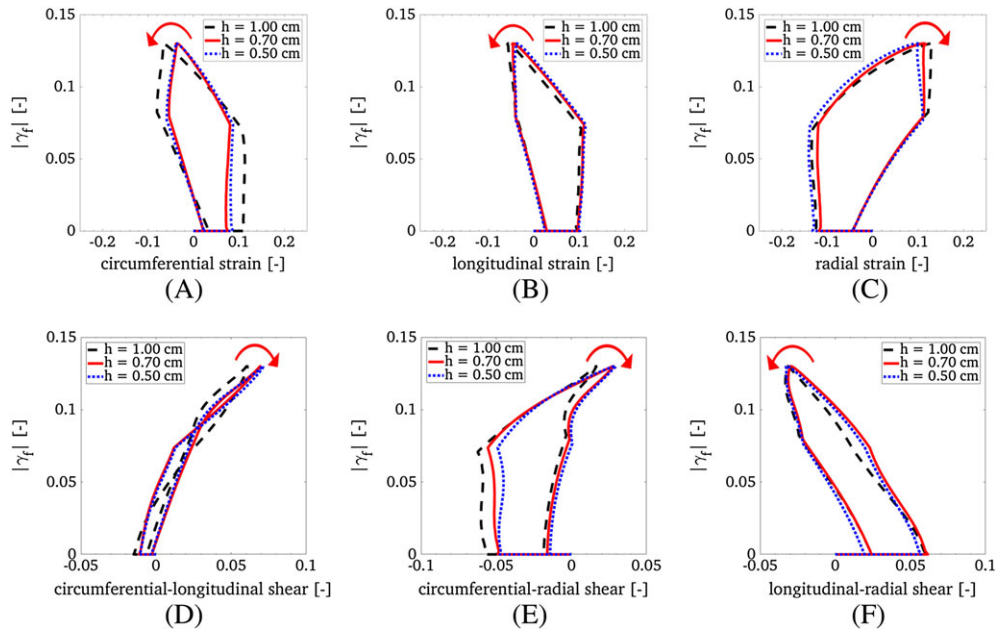 0.15
0.1
0.05
0
|γf| [-]
h = 1.00 cm
h = 0.70 cm
h = 0.50 cm
-0.2 -0.1 0 0.1 0.2
circumferential strain [-]
(A)
0.15
0.1
0.05
0
|γf| [-]
h = 1.00 cm
h = 0.70 cm
h = 0.50 cm
-0.2 -0.1 0 0.1 0.2
longitudinal strain [-]
(B)
0.15
0.1
0.05
0
|γf| [-]
h = 1.00 cm
h = 0.70 cm
h = 0.50 cm
-0.2 -0.1 0 0.1 0.2
radial strain [-]
(C)
0.15
0.1
0.05
0
|γf| [-]
h = 1.00 cm
h = 0.70 cm
h = 0.50 cm
-0.05 0 0.05 0.1
circumferential-longitudinal shear [-]
(D)
0.15
0.1
0.05
0
|γf| [-]
h = 1.00 cm
h = 0.70 cm
h = 0.50 cm
-0.1 -0.05 0 0.05
circumferential-radial shear [-]
(E)
0.15
0.1
0.05
0
|γf| [-]
h = 1.00 cm
h = 0.70 cm
h = 0.50 cm
-0.05 0 0.05 0.1
longitudinal-radial shear [-]
(F)